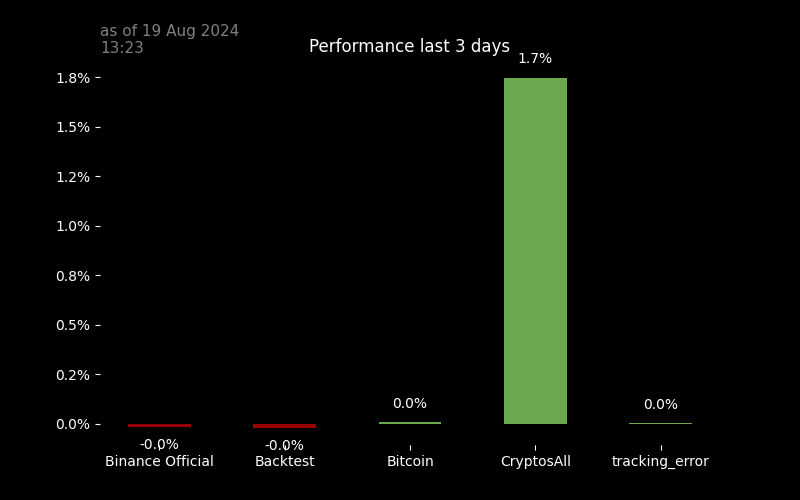 as of 19 Aug 2024
13:23
Performance last 3 days
1.7%
1.8%
1.5%
1.2%
1.0%
0.8%
0.5%
0.2%
0.0%
0.0%
0.0%
-0.0%
-0.0%
Binance Official
Backtest
Bitcoin
CryptosAll
tracking_error